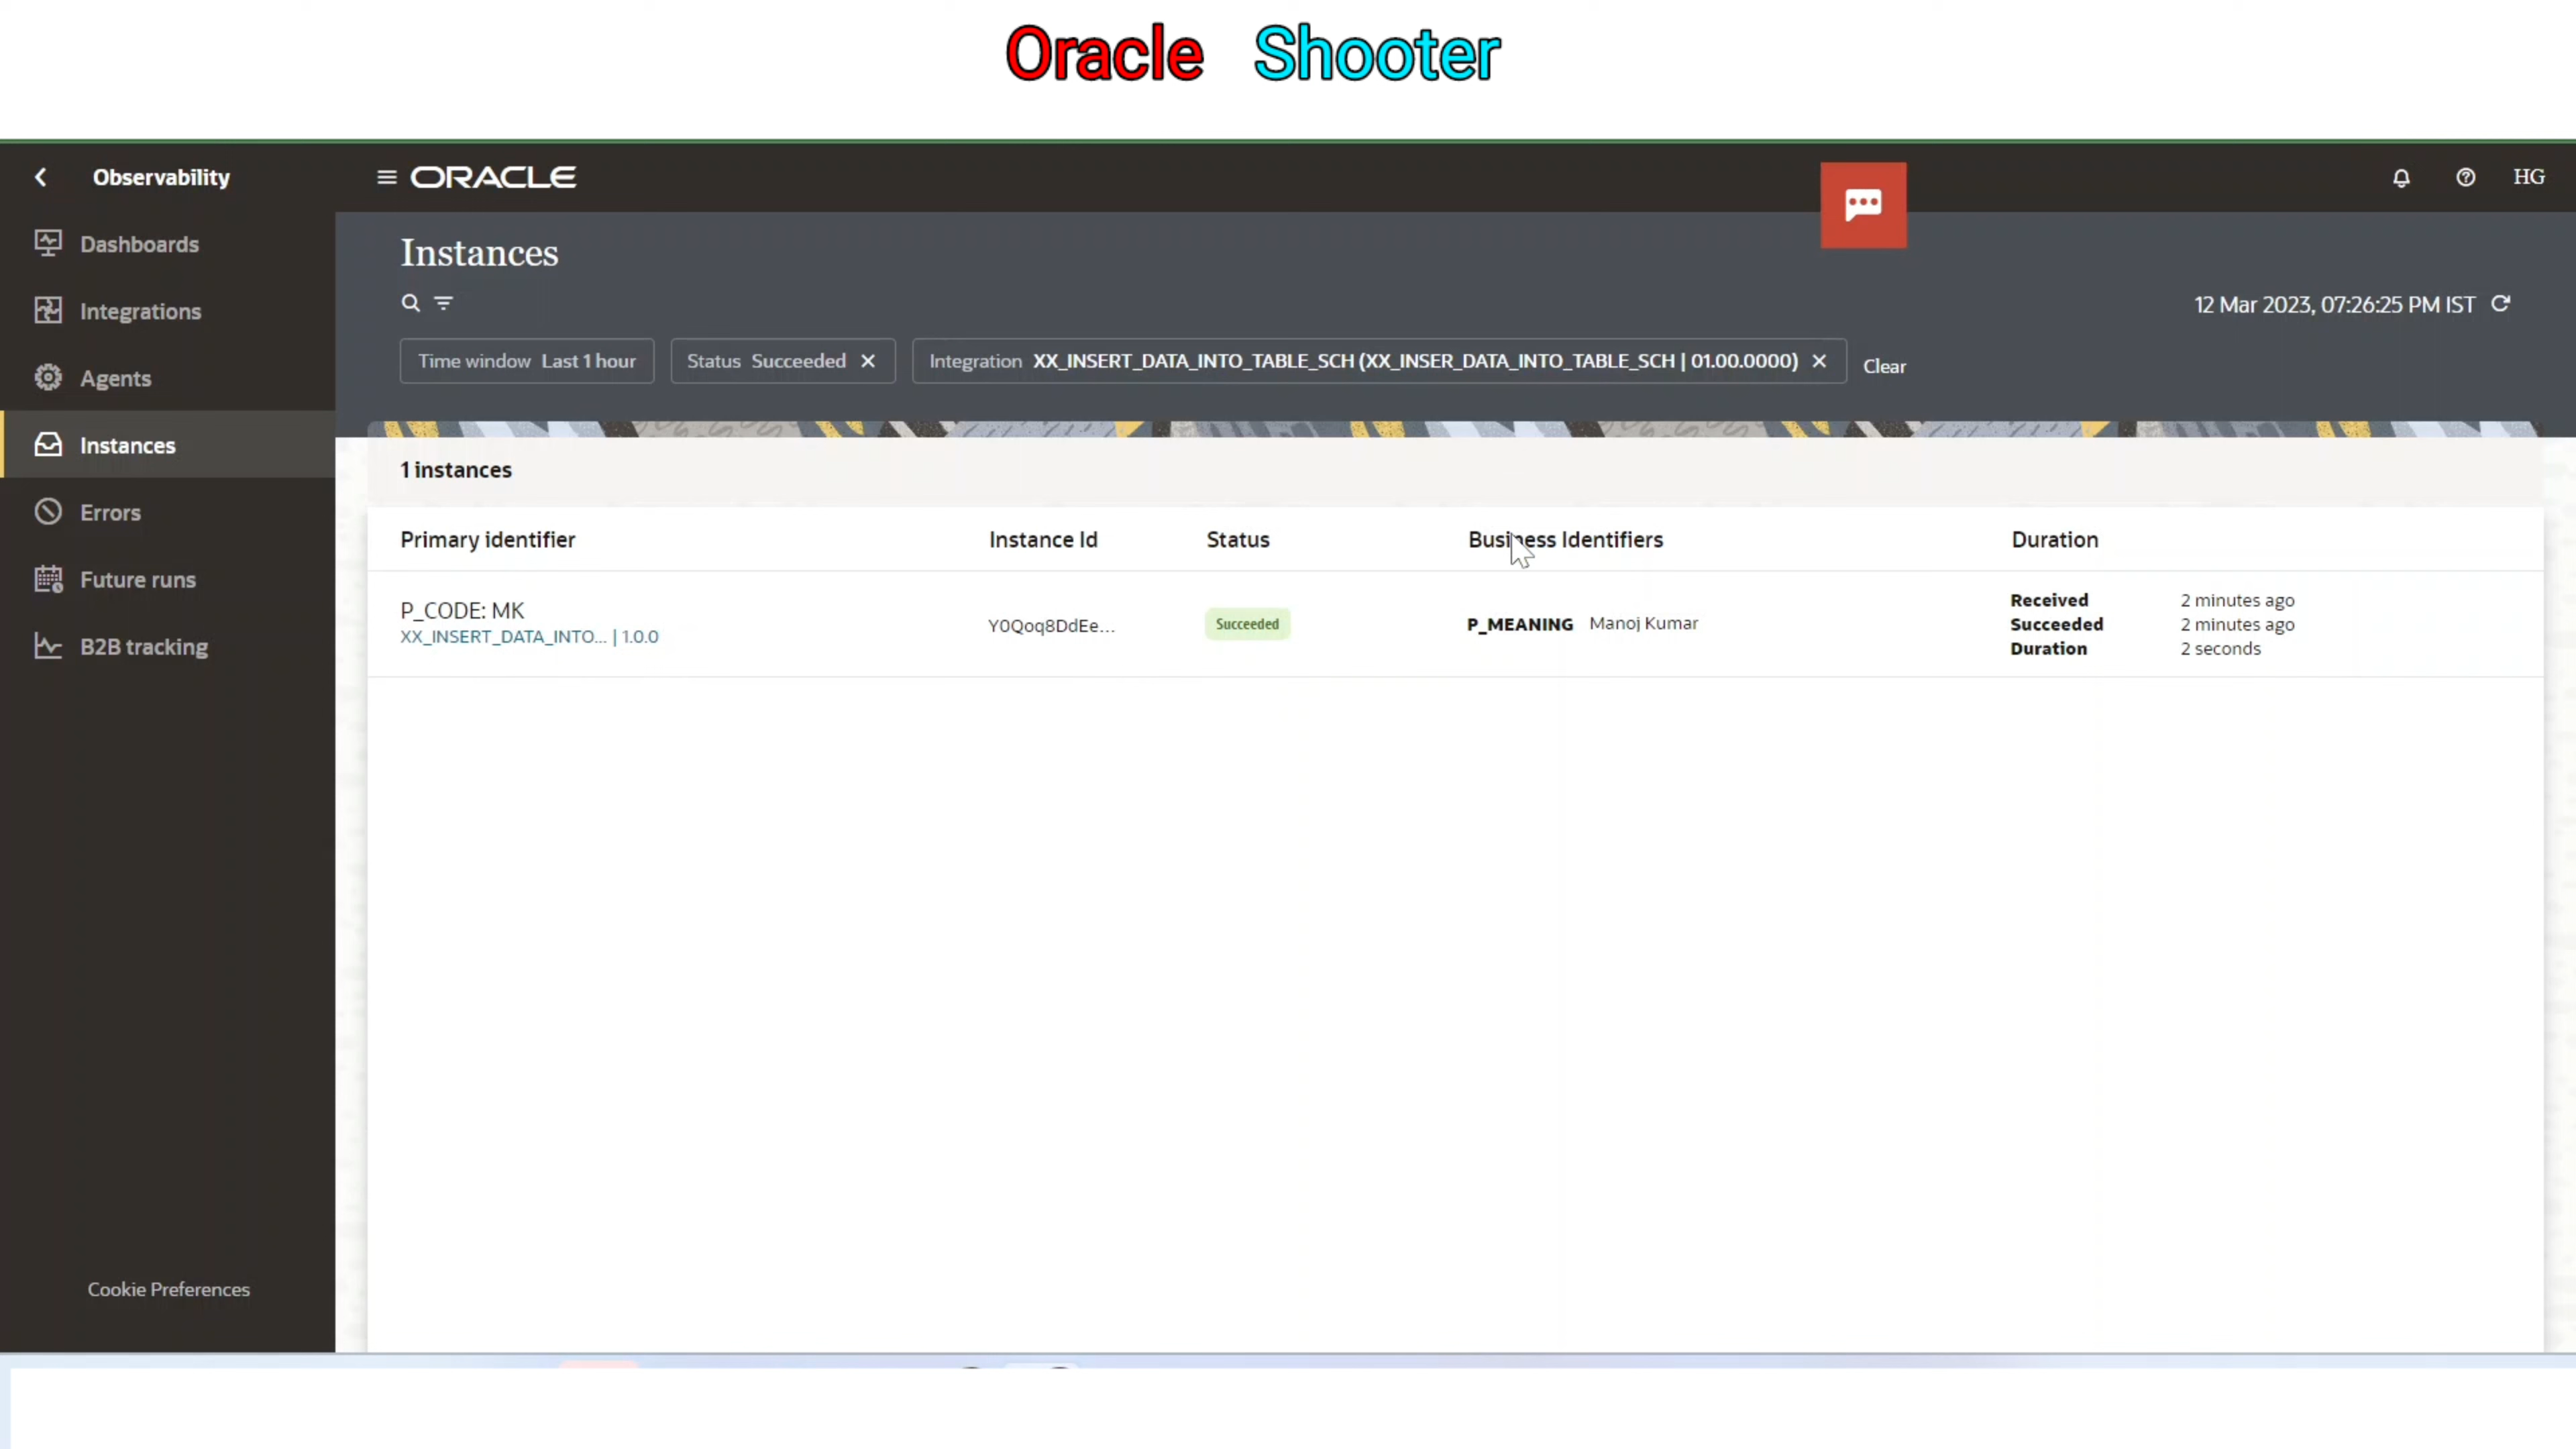 Oracle Shooter
Observability
ORACLE
HG
Dashboards
Integrations
Agents
Instances
Errors
Future runs
B2B tracking
Cookie Preferences
Instances
12 Mar 2023, 07:26:25 PM IST
Time window Last 1 hour
Status Succeeded
Integration XX_INSERT_DATA_INTO_TABLE_SCH (XX_INSER_DATA_INTO_TABLE_SCH | 01.00.0000)
Clear
1 instances
Primary identifier Instance Id Status Business Identifiers Duration
P_CODE: MK
XX_INSERT_DATA_INTO... | 1.0.0
Y0Qoq8DdEe...
Succeeded
P_MEANING Manoj Kumar
Received 2 minutes ago
Succeeded 2 minutes ago
Duration 2 seconds